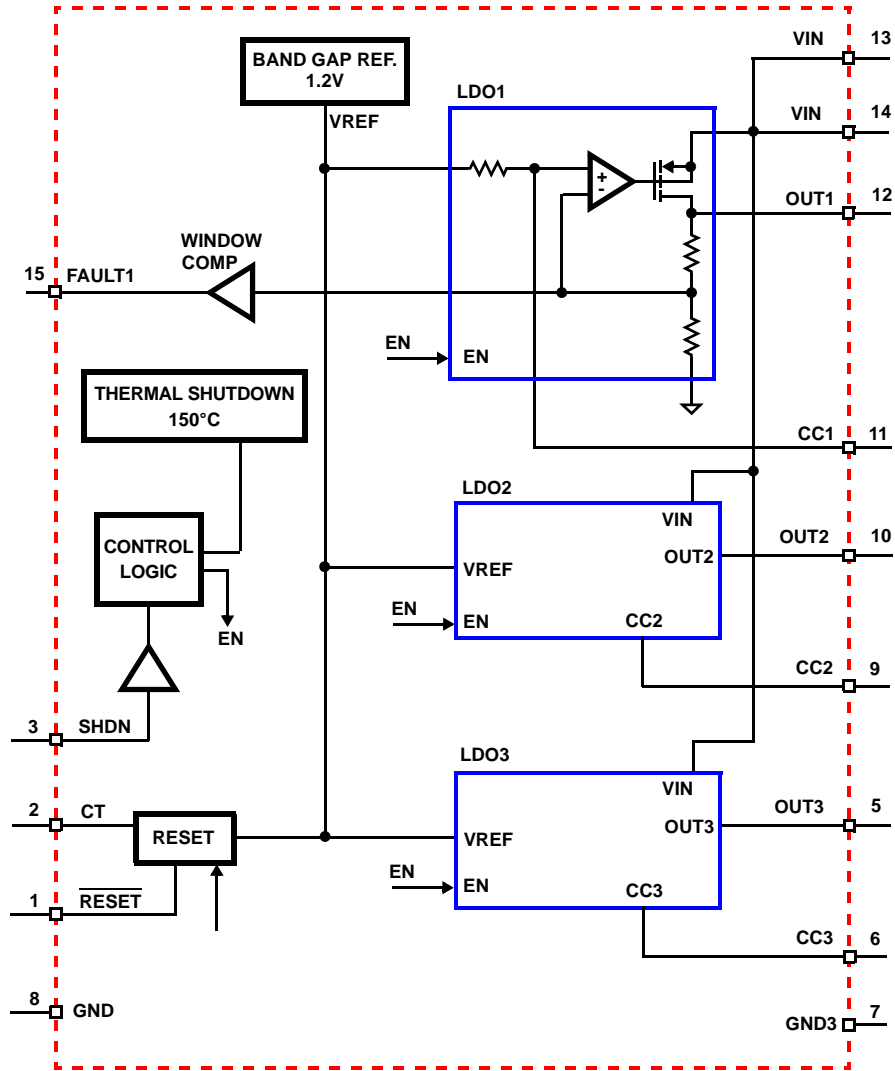 VIN 13
BAND GAP REF.
1.2V
LDO1
VIN 14
VREF
+
-
OUT1 12
WINDOW
COMP
15 FAULT1
EN
EN
THERMAL SHUTDOWN
150°C
CC1 11
LDO2
VIN
CONTROL
LOGIC
OUT2
OUT2 10
VREF
EN
EN
EN
CC2
CC2 9
3 SHDN
LDO3
VIN
2 CT
RESET
VREF
OUT3
OUT3 5
EN
EN
CC3
1 RESET
CC3 6
8 GND
GND3 7